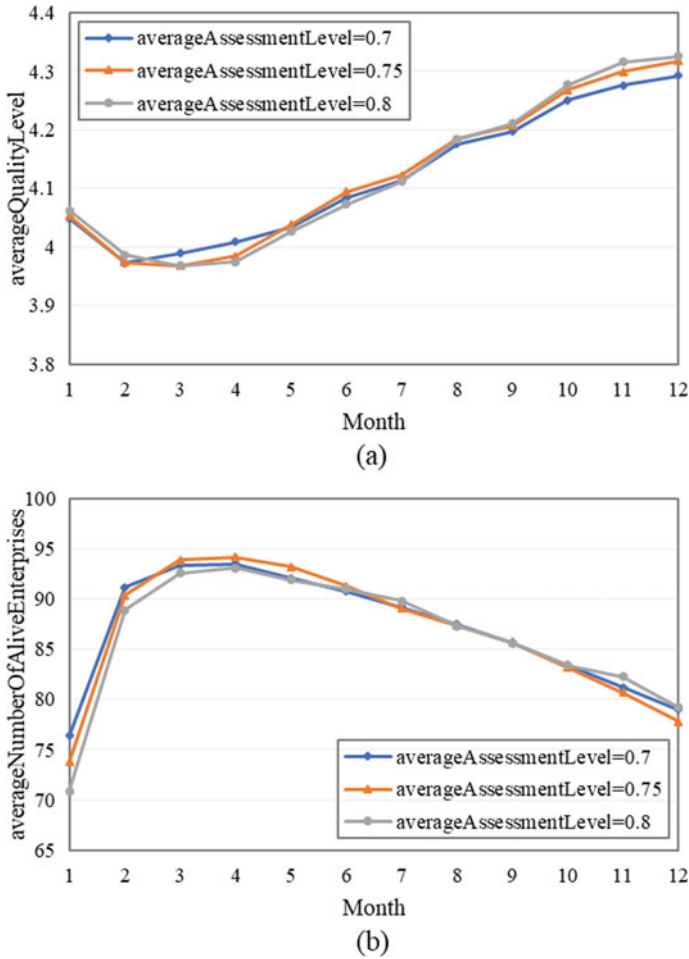 4.4
4.3
4.2
4.1
4
3.9
3.8
averageQualityLevel
averageAssessmentLevel=0.7
averageAssessmentLevel=0.75
averageAssessmentLevel=0.8
1 2 3 4 5 6 7 8 9 10 11 12
Month
(a)
100
95
90
85
80
75
70
65
averageNumberOfAliveEnterprises
averageAssessmentLevel=0.7
averageAssessmentLevel=0.75
averageAssessmentLevel=0.8
1 2 3 4 5 6 7 8 9 10 11 12
Month
(b)